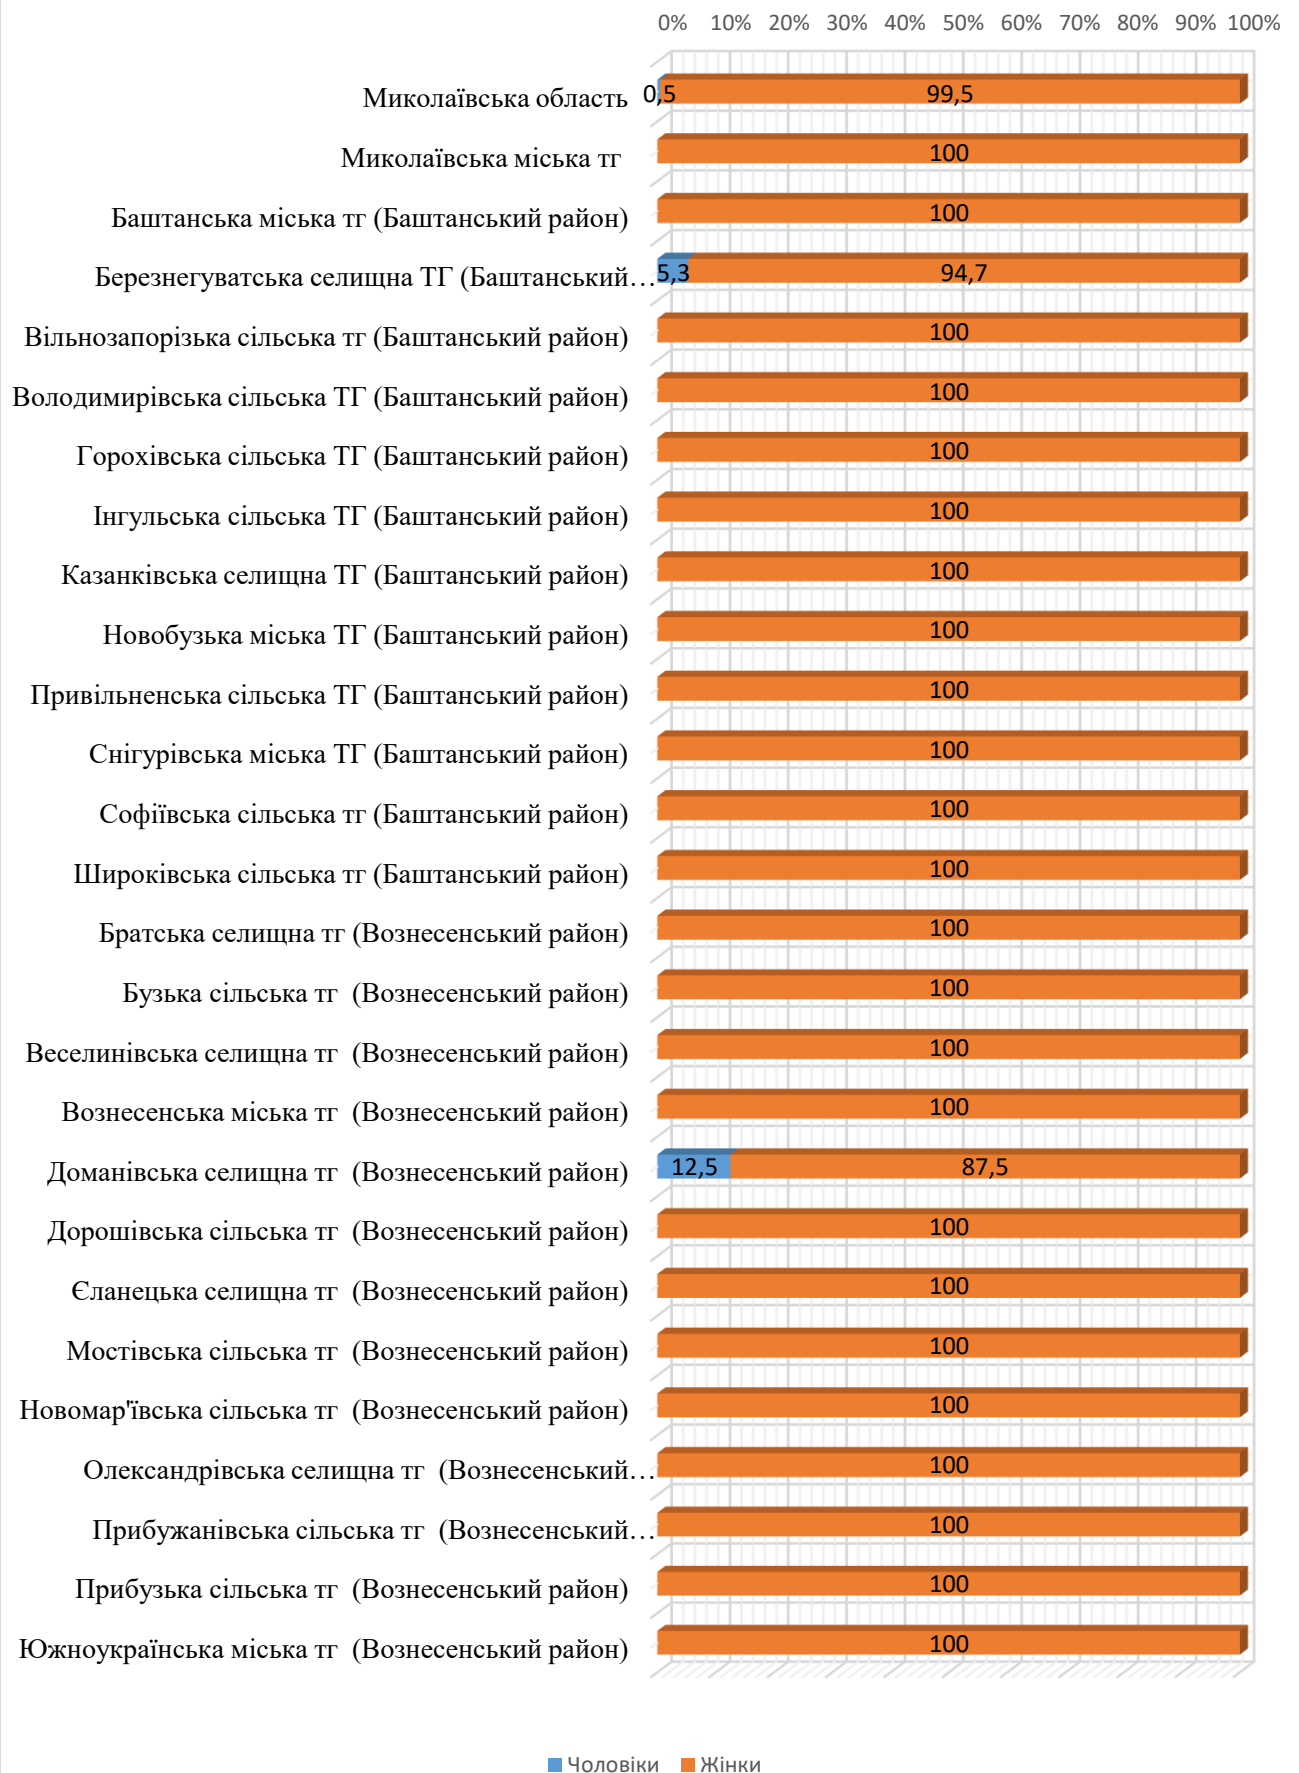 0% 10% 20% 30% 40% 50% 60% 70% 80% 90% 100%
Миколаївська область 0,5 99,5
Миколаївська міська тг 100
Баштанська міська тг (Баштанський район) 100
Березнегуватська селищна ТГ (Баштанський… 5,3 94,7
Вільнозапорізька сільська тг (Баштанський район) 100
Володимирівська сільська ТГ (Баштанський район) 100
Горохівська сільська ТГ (Баштанський район) 100
Інгульська сільська ТГ (Баштанський район) 100
Казанківська селищна ТГ (Баштанський район) 100
Новобузька міська ТГ (Баштанський район) 100
Привільненська сільська ТГ (Баштанський район) 100
Снігурівська міська ТГ (Баштанський район) 100
Софіївська сільська тг (Баштанський район) 100
Широківська сільська тг (Баштанський район) 100
Братська селищна тг (Вознесенський район) 100
Бузька сільська тг (Вознесенський район) 100
Веселинівська селищна тг (Вознесенський район) 100
Вознесенська міська тг (Вознесенський район) 100
Доманівська селищна тг (Вознесенський район) 12,5 87,5
Дорошівська сільська тг (Вознесенський район) 100
Єланецька селищна тг (Вознесенський район) 100
Мостівська сільська тг (Вознесенський район) 100
Новомар'ївська сільська тг (Вознесенський район) 100
Олександрівська селищна тг (Вознесенський… 100
Прибужанівська сільська тг (Вознесенський… 100
Прибузька сільська тг (Вознесенський район) 100
Южноукраїнська міська тг (Вознесенський район) 100
Чоловіки Жінки